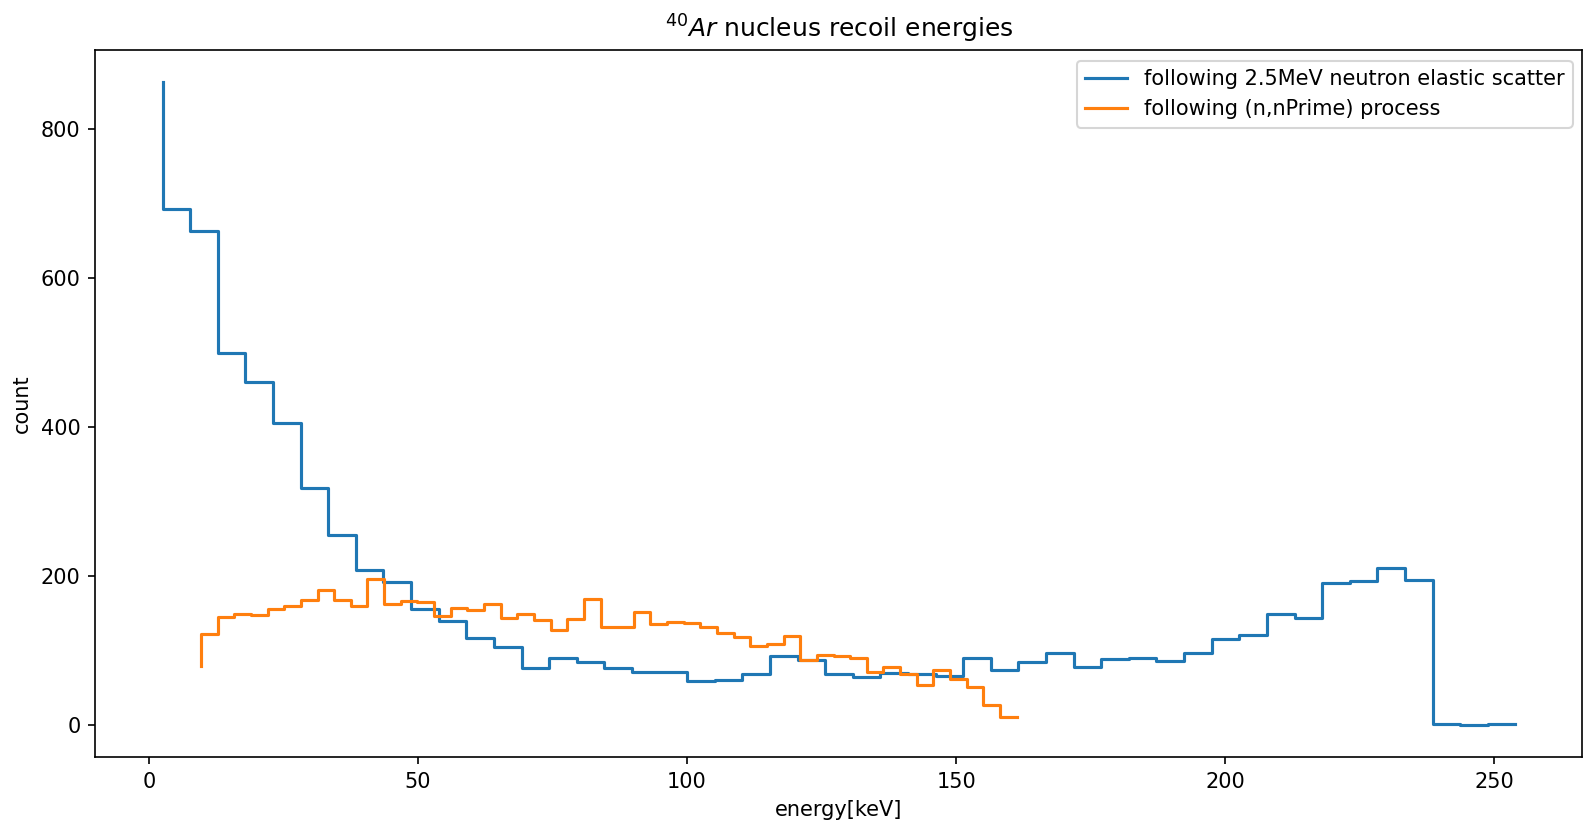 ⁴⁰Ar nucleus recoil energies
following 2.5MeV neutron elastic scatter
following (n,nPrime) process
count
800
600
400
200
0
0 50 100 150 200 250
energy[keV]